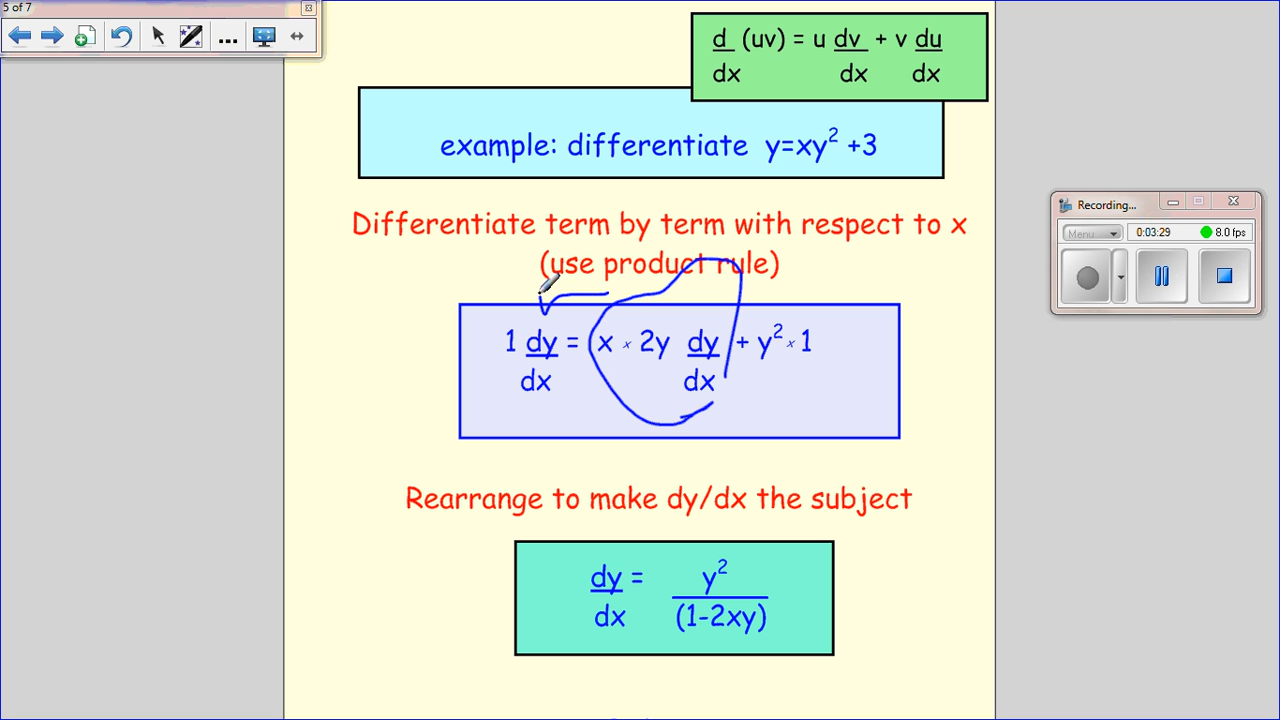 5 of 7
d (uv) = u dv + v du
dx dx dx
example: differentiate y=xy² +3
Differentiate term by term with respect to x
(use product rule)
1 dy = x × 2y dy + y² × 1
dx dx
Rearrange to make dy/dx the subject
dy = y²
dx (1-2xy)
Recording...
Menu 0:03:29 8.0 fps